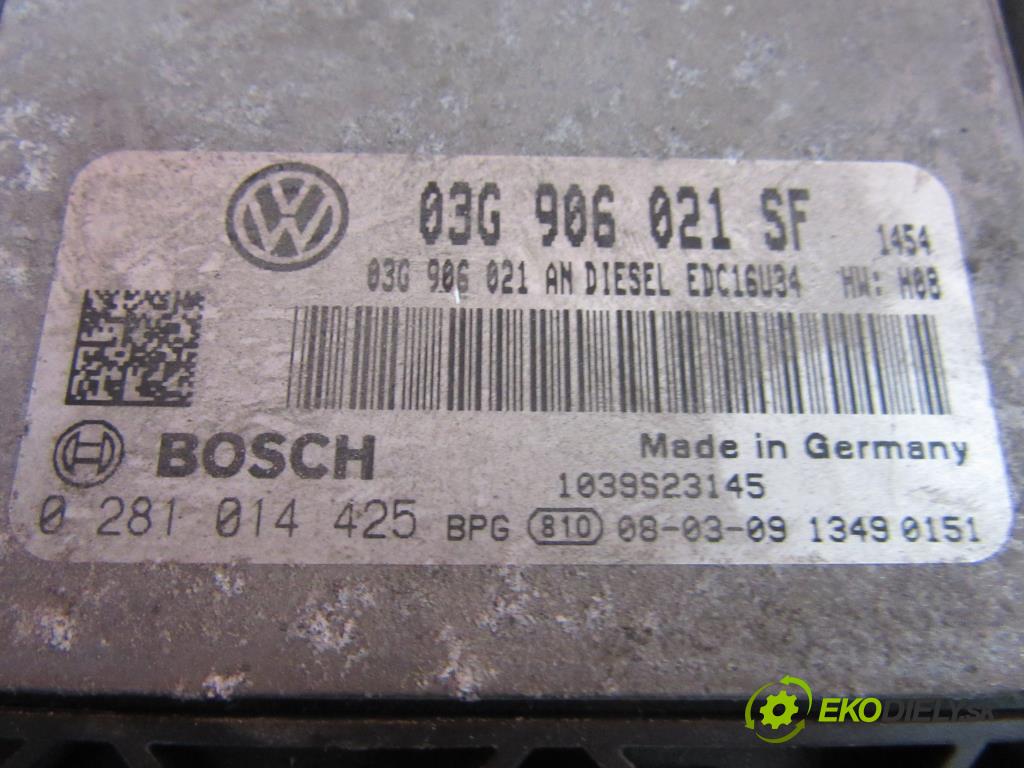 03G 906 021 SF 1454
03G 906 021 AN DIESEL EDC16U34 HW: H03
BOSCH Made in Germany
1039S23145
0 281 014 425 BPG 810 08-03-09 1349 0151
EKODIELY.SK